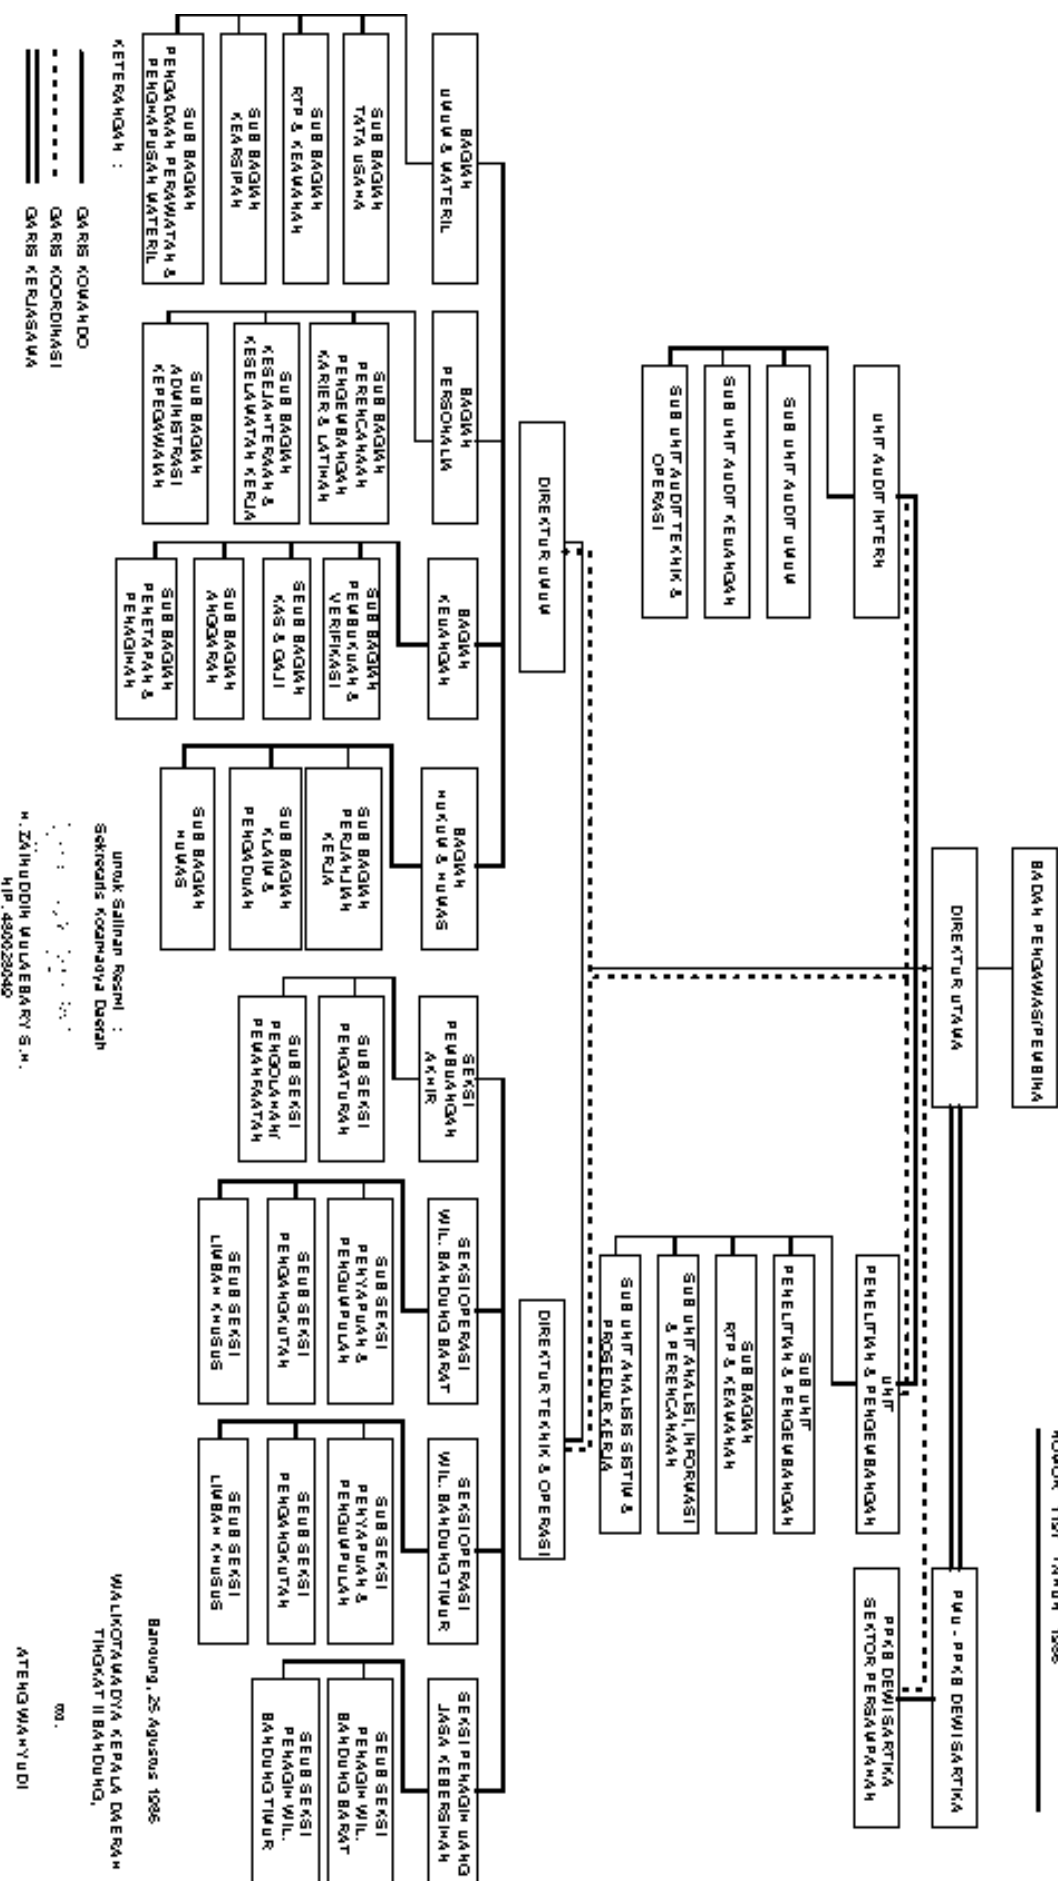 BADAN PENGAWAS/PEMBINA
DIREKTUR UTAMA
PMU - PPKB DEWI SARTIKA
PPKB DEWI SARTIKA
SEKTOR PERSAMPAHAN
UNIT AUDIT INTERN
SUB UNIT AUDIT UMUM
SUB UNIT AUDIT KEUANGAN
SUB UNIT AUDIT TEKNIK &
OPERASI
UNIT
PENELITIAN & PENGEMBANGAN
SUB UNIT
PENELITIAN & PENGEMBANGAN
SUB BAGIAN
RTP & KEAMANAN
SUB UNIT ANALISI, INFORMASI
& PERENCANAAN
SUB UNIT ANALISIS SISTIM &
PROSEDUR KERJA
DIREKTUR UMUM
DIREKTUR TEKNIK & OPERASI
BAGIAN
UMUM & MATERIL
SUB BAGIAN
TATA USAHA
SUB BAGIAN
RTP & KEAMANAN
SUB BAGIAN
KEARSIPAN
SUB BAGIAN
PENGADAAN PERAWATAN &
PENGHAPUSAN MATERIL
BAGIAN
PERSONALIA
SUB BAGIAN
PERENCANAAN
PENGEMBANGAN
KARIER & LATIHAN
SUB BAGIAN
KESEJAHTERAAN &
KESELAMATAN KERJA
SUB BAGIAN
ADMINISTRASI
KEPEGAWAIAN
BAGIAN
KEUANGAN
SUB BAGIAN
PEMBUKUAN &
VERIFIKASI
SEUB BAGIAN
KAS & GAJI
SUB BAGIAN
ANGGARAN
SUB BAGIAN
PENETAPAN &
PENAGIHAN
BAGIAN
HUKUM & HUMAS
SUB BAGIAN
PERJANJIAN
KERJA
SUB BAGIAN
KLAIM &
PENGADUAN
SUB BAGIAN
HUMAS
SEKSI
PEMBUANGAN
AKHIR
SUB SEKSI
PENGATURAN
SUB SEKSI
PENGOLAHAN/
PEMANFAATAN
SEKSI OPERASI
WIL. BANDUNG BARAT
SUB SEKSI
PENYAPUAN &
PENGUMPULAN
SEUB SEKSI
PENGANGKUTAN
SEUB SEKSI
LIMBAH KHUSUS
SEKSI OPERASI
WIL. BANDUNG TIMUR
SUB SEKSI
PENYAPUAN &
PENGUMPULAN
SEUB SEKSI
PENGANGKUTAN
SEUB SEKSI
LIMBAH KHUSUS
SEKSI PENAGIH UANG
JASA KEBERSIHAN
SEUB SEKSI
PENAGIH WIL.
BANDUNG BARAT
SEUB SEKSI
PENAGIH WIL.
BANDUNG TIMUR
KETERANGAN :
GARIS KOMANDO
GARIS KOORDINASI
GARIS KERJASAMA
Untuk Salinan Resmi :
Sekretaris Kotamadya Daerah
H. ZAINUDDIN MULAEBARY S.H.
NIP. 480028040
Bandung, 25 Agustus 1986
WALIKOTAMADYA KEPALA DAERAH
TINGKAT II BANDUNG,
ttd.
ATENG WAHYUDI